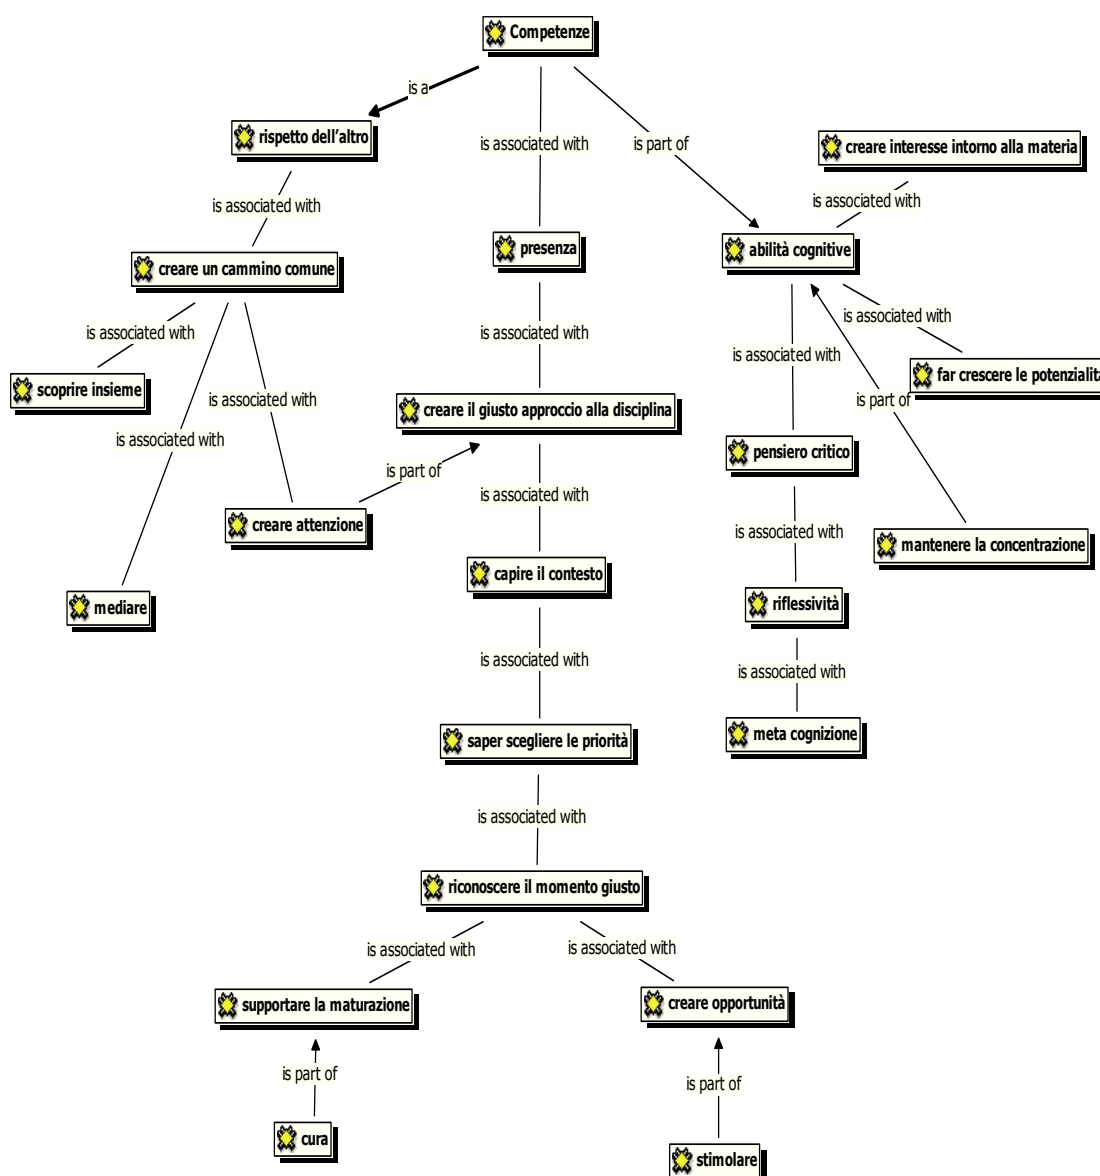 Competenze
is a
rispetto dell'altro
is associated with
is part of
creare interesse intorno alla materia
is associated with
is associated with
creare un cammino comune
presenza
abilità cognitive
is associated with
is associated with
is associated with
is associated with
scoprire insieme
far crescere le potenzialità
is associated with
creare il giusto approccio alla disciplina
is part of
is associated with
pensiero critico
is part of
is associated with
creare attenzione
is associated with
mantenere la concentrazione
capire il contesto
mediare
riflessività
is associated with
is associated with
saper scegliere le priorità
meta cognizione
is associated with
riconoscere il momento giusto
is associated with
is associated with
supportare la maturazione
creare opportunità
is part of
is part of
cura
stimolare